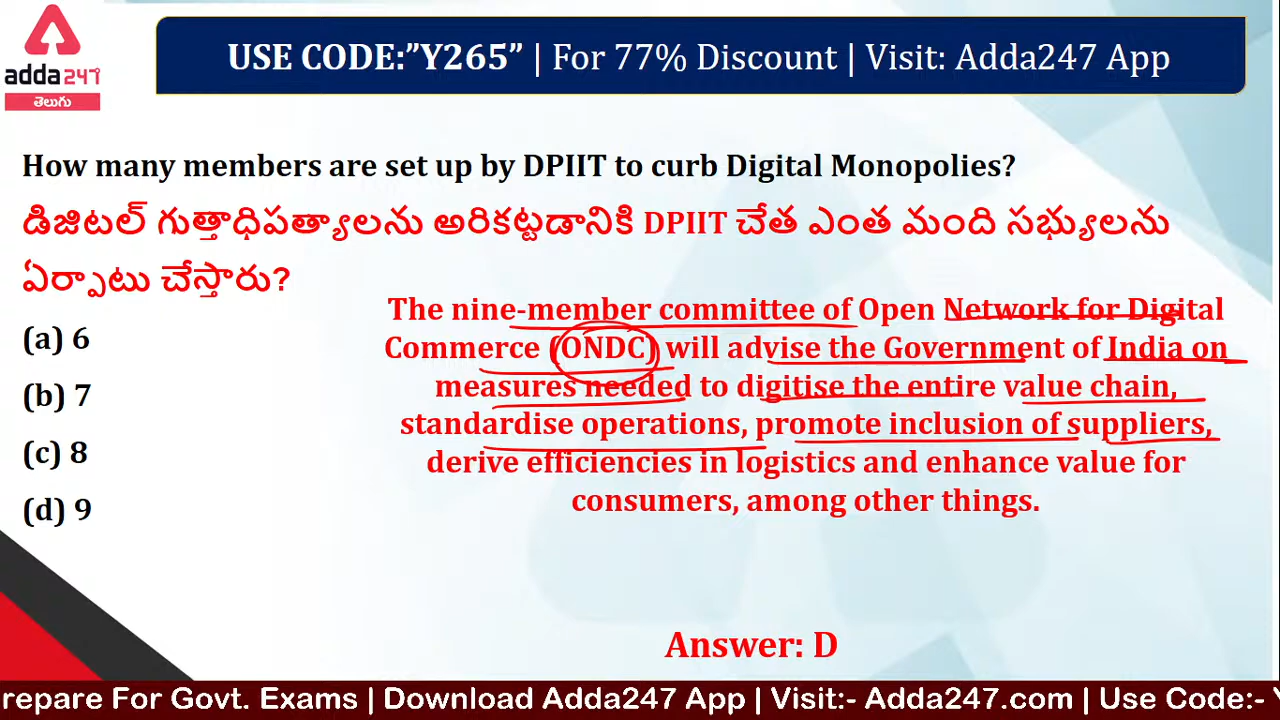 adda247
తెలుగు
USE CODE:”Y265” | For 77% Discount | Visit: Adda247 App
How many members are set up by DPIIT to curb Digital Monopolies?
డిజిటల్ గుత్తాధిపత్యాలను అరికట్టడానికి DPIIT చేత ఎంత మంది సభ్యులను
ఏర్పాటు చేస్తారు?
(a) 6
(b) 7
(c) 8
(d) 9
The nine-member committee of Open Network for Digital
Commerce (ONDC) will advise the Government of India on
measures needed to digitise the entire value chain,
standardise operations, promote inclusion of suppliers,
derive efficiencies in logistics and enhance value for
consumers, among other things.
Answer: D
repare For Govt. Exams | Download Adda247 App | Visit:- Adda247.com | Use Code:-